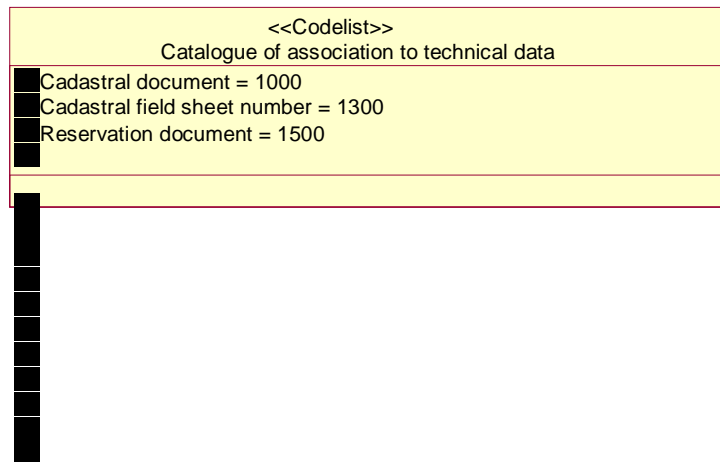 <<Codelist>>
Catalogue of association to technical data
Cadastral document = 1000
Cadastral field sheet number = 1300
Reservation document = 1500